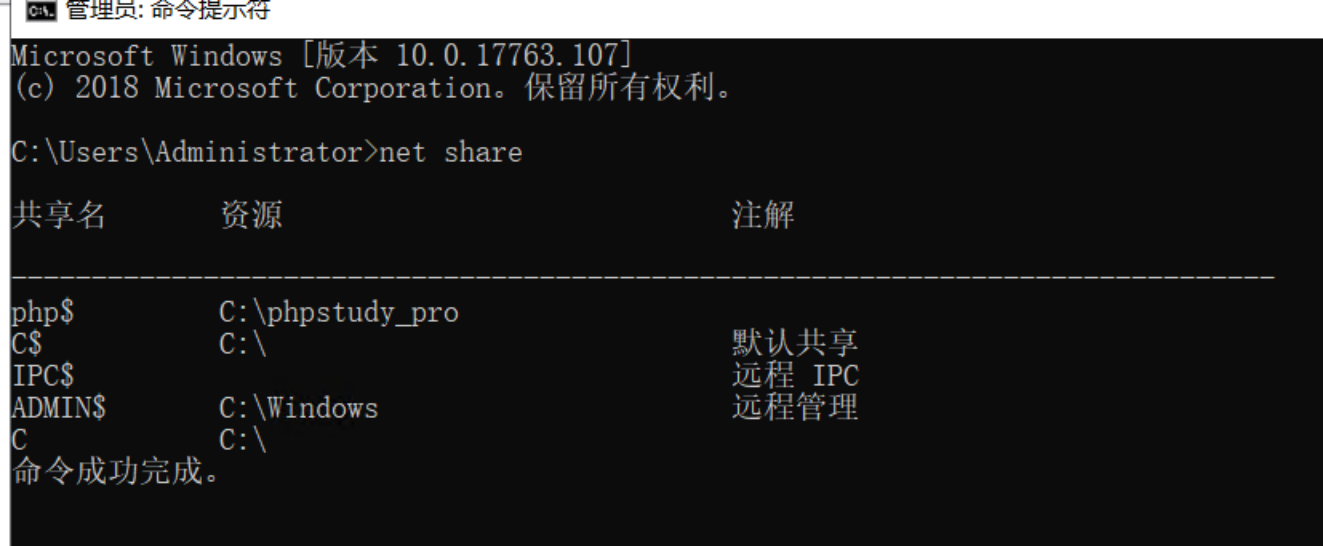 管理员: 命令提示符
Microsoft Windows [版本 10.0.17763.107]
(c) 2018 Microsoft Corporation。保留所有权利。
C:\Users\Administrator>net share
共享名 资源 注解
-------------------------------------------------------------------------------
php$ C:\phpstudy_pro
C$ C:\ 默认共享
IPC$ 远程 IPC
ADMIN$ C:\Windows 远程管理
C C:\
命令成功完成。